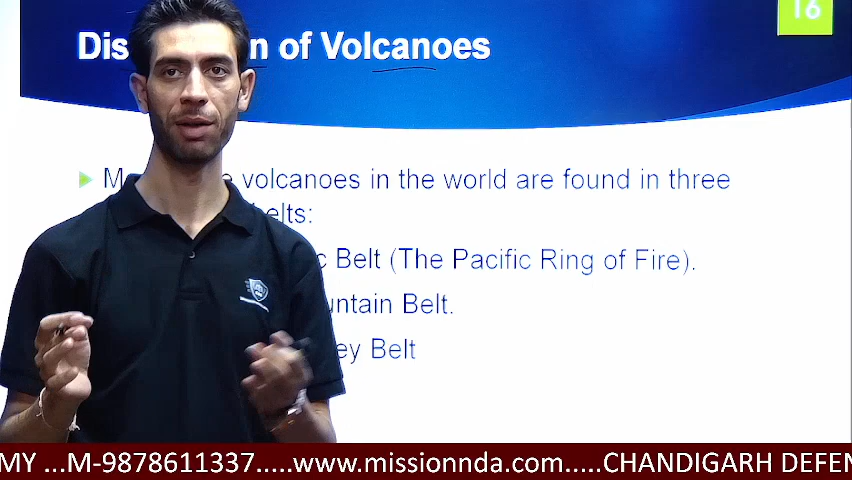 16
Dis n of Volcanoes
M e volcanoes in the world are found in three
elts:
c Belt (The Pacific Ring of Fire).
untain Belt.
ey Belt
MY ...M-9878611337.....www.missionnda.com.....CHANDIGARH DEFEN